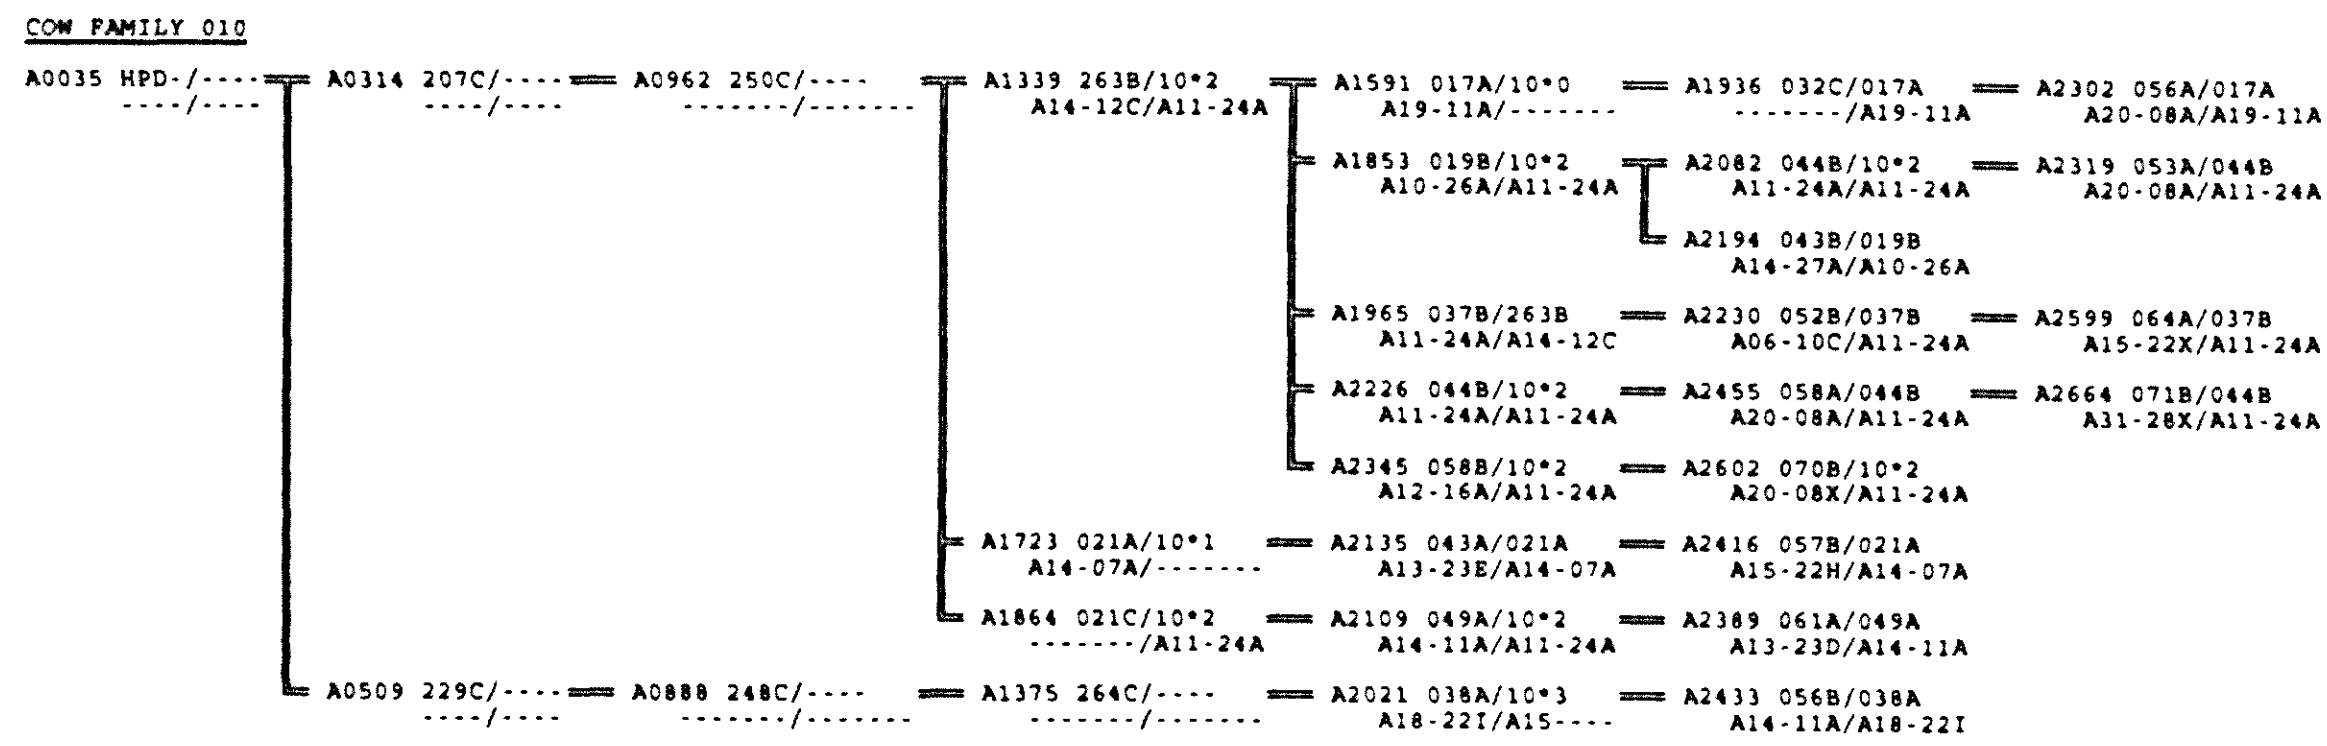 COW FAMILY 010
A0035 HPD-/---- A0314 207C/---- A0962 250C/---- A1339 263B/10*2 A1591 017A/10*0 A1936 032C/017A A2302 056A/017A
----/---- ----/---- -------/------- A14-12C/A11-24A A19-11A/------- -------/A19-11A A20-08A/A19-11A
A1853 019B/10*2 A2082 044B/10*2 A2319 053A/044B
A10-26A/A11-24A A11-24A/A11-24A A20-08A/A11-24A
A2194 043B/019B
A14-27A/A10-26A
A1965 037B/263B A2230 052B/037B A2599 064A/037B
A11-24A/A14-12C A06-10C/A11-24A A15-22X/A11-24A
A2226 044B/10*2 A2455 058A/044B A2664 071B/044B
A11-24A/A11-24A A20-08A/A11-24A A31-28X/A11-24A
A2345 058B/10*2 A2602 070B/10*2
A12-16A/A11-24A A20-08X/A11-24A
A1723 021A/10*1 A2135 043A/021A A2416 057B/021A
A14-07A/------- A13-23E/A14-07A A15-22H/A14-07A
A1864 021C/10*2 A2109 049A/10*2 A2389 061A/049A
-------/A11-24A A14-11A/A11-24A A13-23D/A14-11A
A0509 229C/---- A0888 248C/---- A1375 264C/---- A2021 038A/10*3 A2433 056B/038A
----/---- -------/------- -------/------- A18-22I/A15---- A14-11A/A18-22I